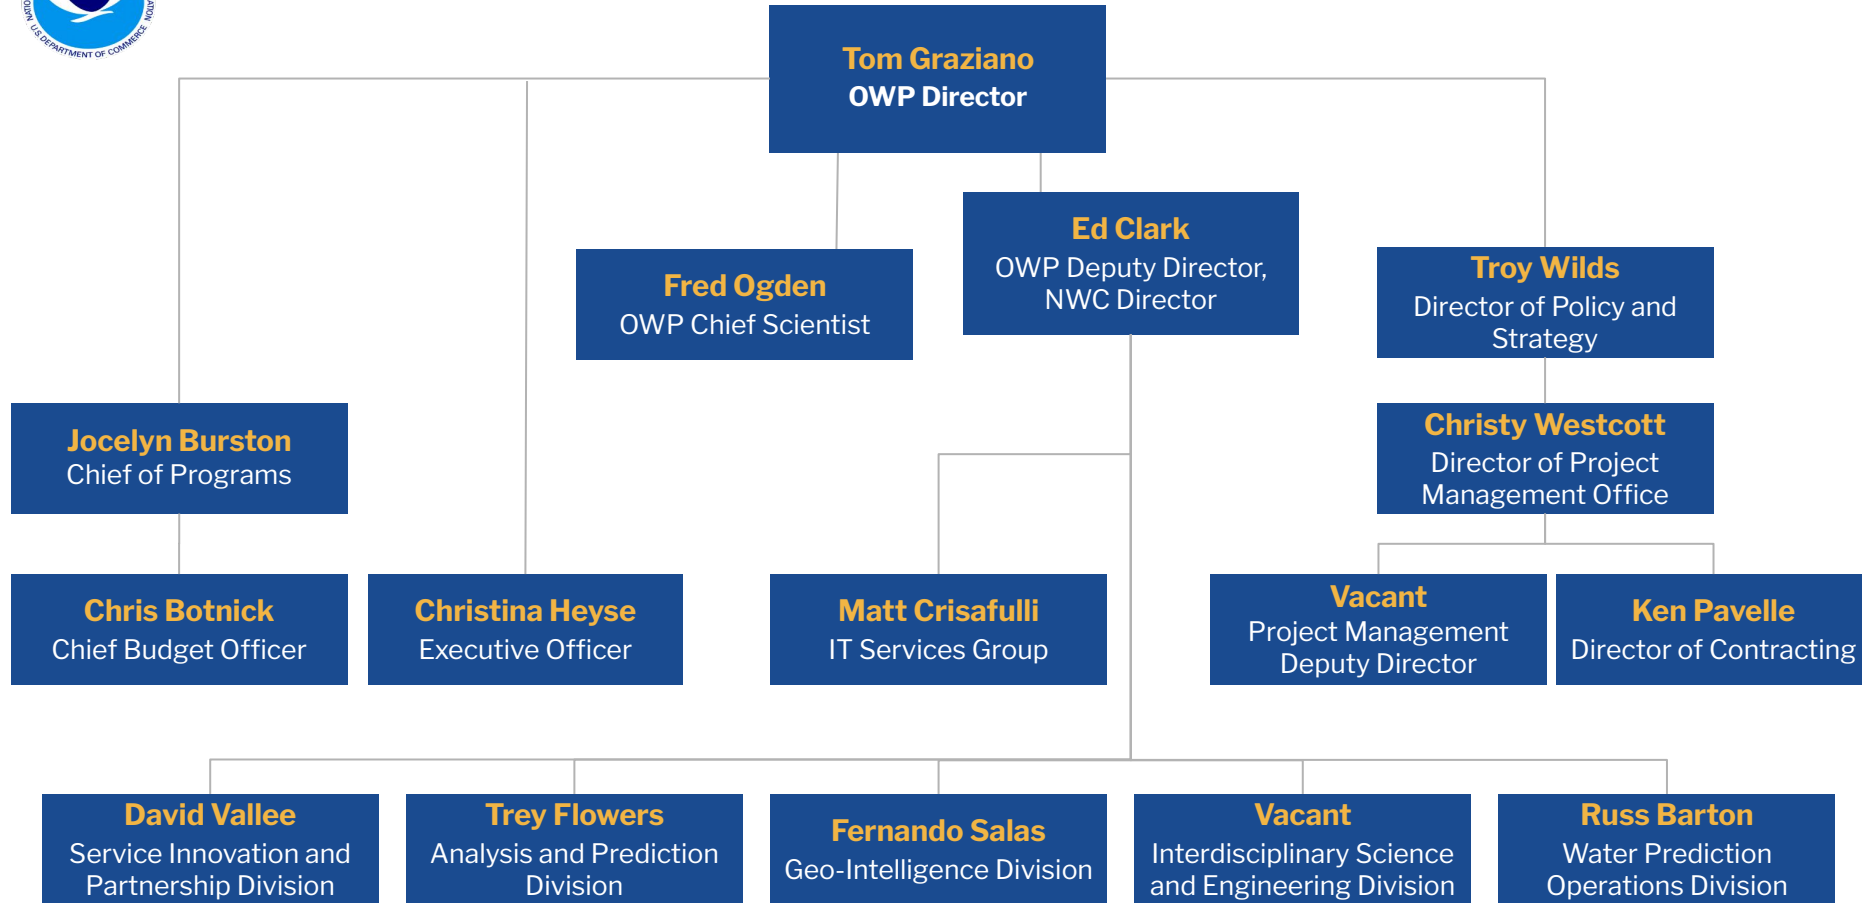 U.S. DEPARTMENT OF COMMERCE
Tom Graziano
OWP Director
Ed Clark
OWP Deputy Director,
NWC Director
Fred Ogden
OWP Chief Scientist
Troy Wilds
Director of Policy and
Strategy
Jocelyn Burston
Chief of Programs
Christy Westcott
Director of Project
Management Office
Chris Botnick
Chief Budget Officer
Christina Heyse
Executive Officer
Matt Crisafulli
IT Services Group
Vacant
Project Management
Deputy Director
Ken Pavelle
Director of Contracting
David Vallee
Service Innovation and
Partnership Division
Trey Flowers
Analysis and Prediction
Division
Fernando Salas
Geo-Intelligence Division
Vacant
Interdisciplinary Science
and Engineering Division
Russ Barton
Water Prediction
Operations Division